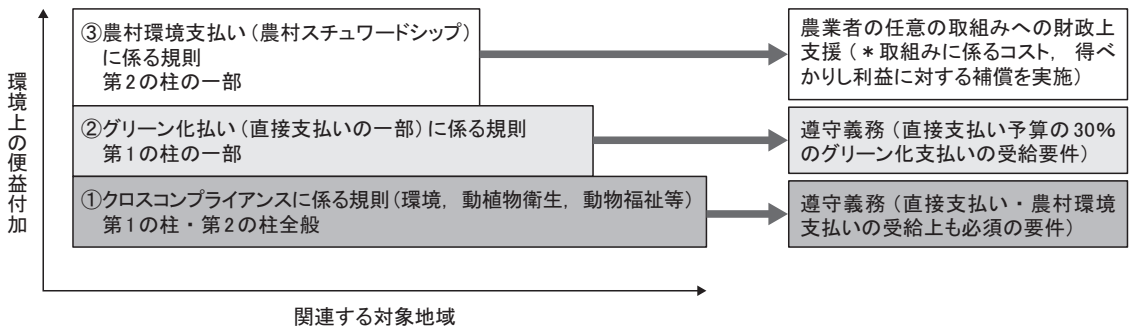 環境上の便益付加
③農村環境支払い（農村スチュワードシップ）
に係る規則
第2の柱の一部
農業者の任意の取組みへの財政上
支援（＊取組みに係るコスト，得べ
かりし利益に対する補償を実施）
②グリーン化払い（直接支払いの一部）に係る規則
第1の柱の一部
遵守義務（直接支払い予算の30%
のグリーン化支払いの受給要件）
①クロスコンプライアンスに係る規則（環境，動植物衛生，動物福祉等）
第1の柱・第2の柱全般
遵守義務（直接支払い・農村環境
支払いの受給上も必須の要件）
関連する対象地域